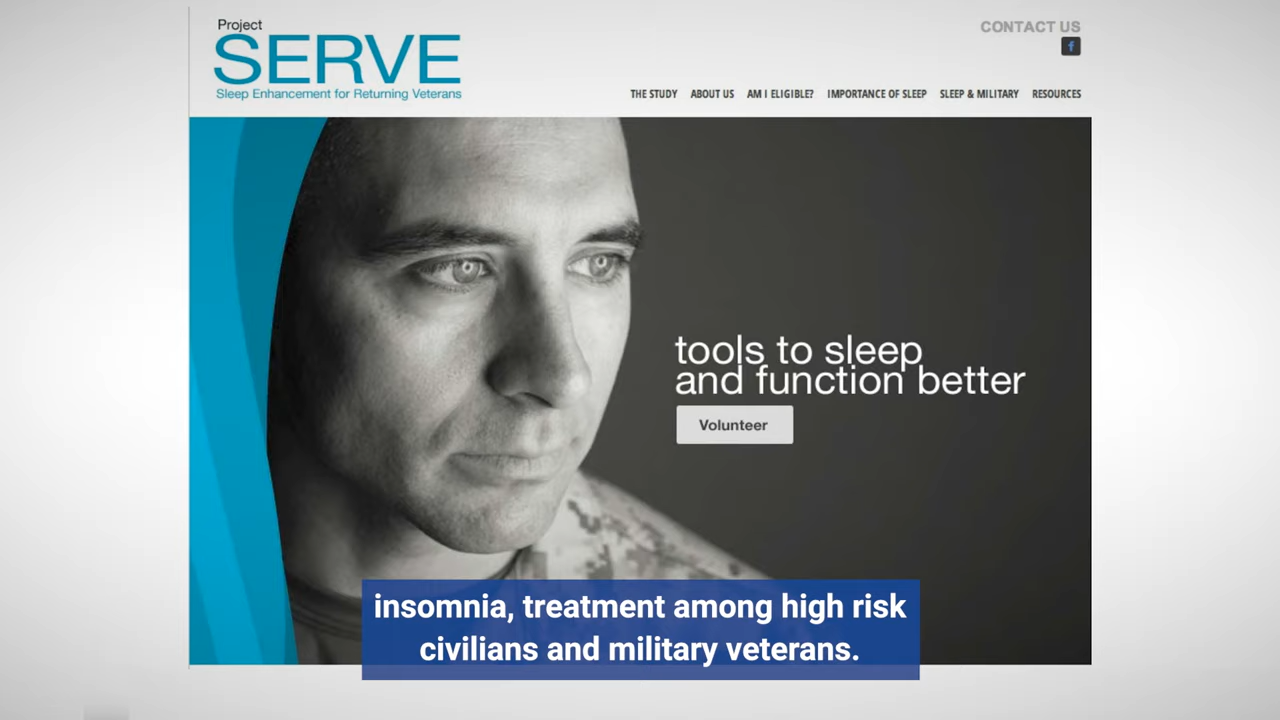 Project
SERVE
Sleep Enhancement for Returning Veterans
CONTACT US
f
THE STUDY ABOUT US AM I ELIGIBLE? IMPORTANCE OF SLEEP SLEEP & MILITARY RESOURCES
tools to sleep
and function better
Volunteer
insomnia, treatment among high risk
civilians and military veterans.